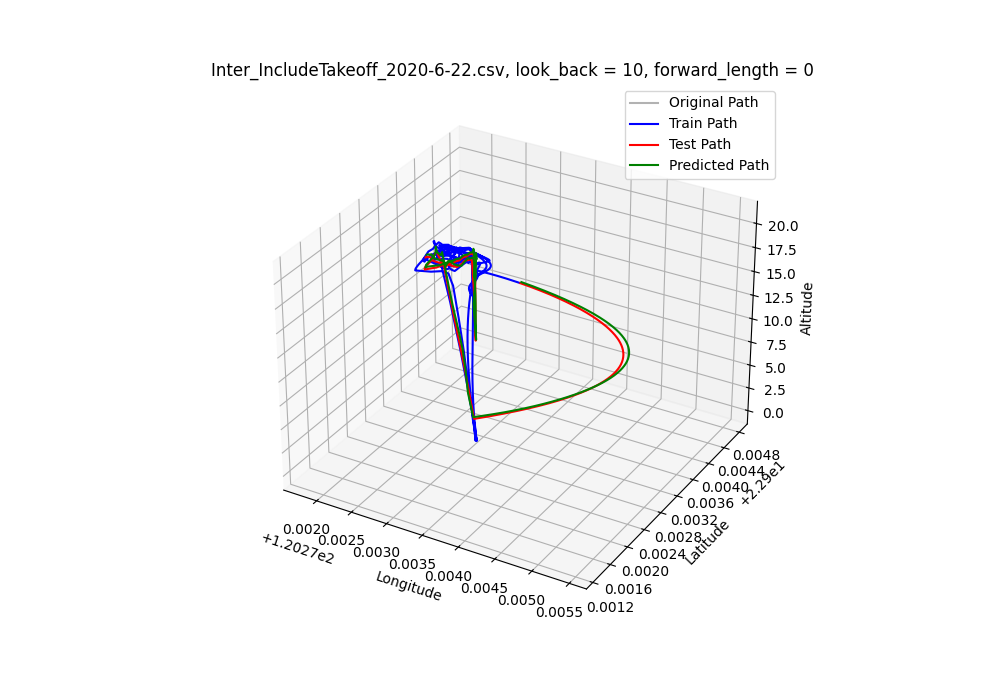 Inter_IncludeTakeoff_2020-6-22.csv, look_back = 10, forward_length = 0
Original Path
Train Path
Test Path
Predicted Path
20.0
17.5
15.0
12.5
10.0
7.5
5.0
2.5
0.0
Altitude
0.0048
0.0044
0.0040
0.0036
0.0032
0.0028
0.0024
0.0020
0.0016
0.0012
+2.29e1
Latitude
0.0020
0.0025
0.0030
0.0035
0.0040
0.0045
0.0050
0.0055
+1.2027e2
Longitude